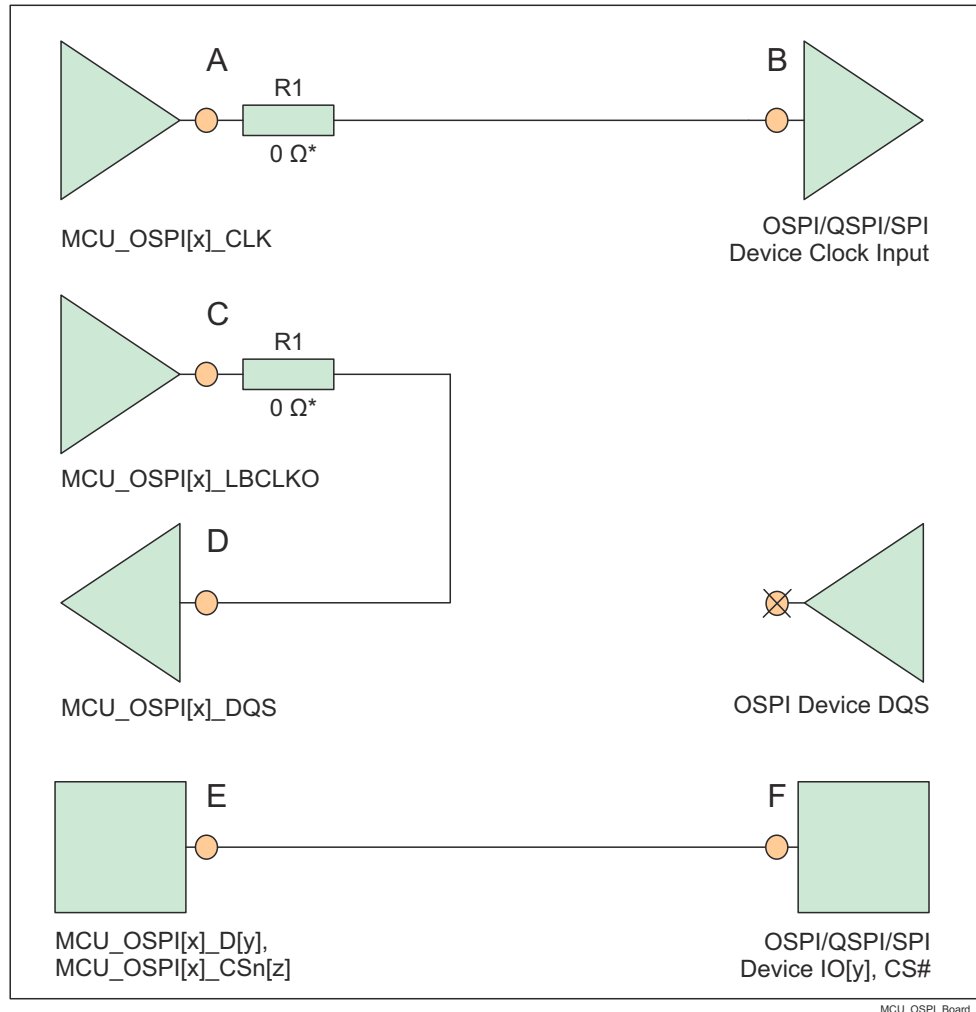 A
R1
0 Ω*
B
MCU_OSPI[x]_CLK
OSPI/QSPI/SPI
Device Clock Input
C
R1
0 Ω*
MCU_OSPI[x]_LBCLKO
D
MCU_OSPI[x]_DQS
OSPI Device DQS
E
F
MCU_OSPI[x]_D[y],
MCU_OSPI[x]_CSn[z]
OSPI/QSPI/SPI
Device IO[y], CS#
MCU_OSPI_Board